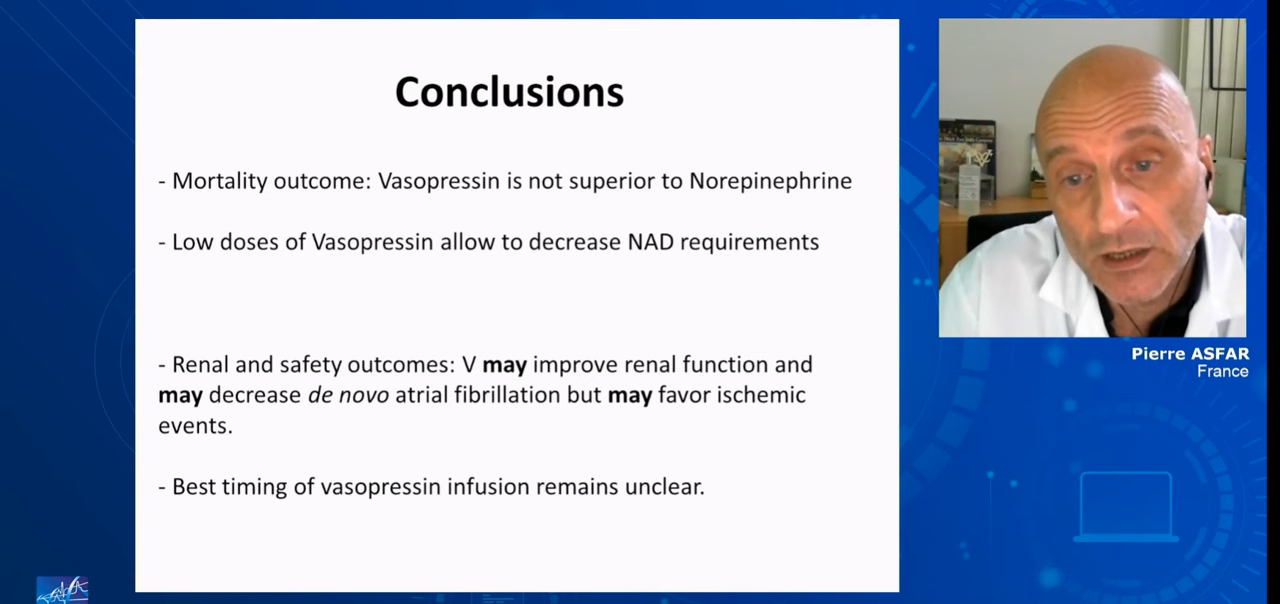 Conclusions
- Mortality outcome: Vasopressin is not superior to Norepinephrine
- Low doses of Vasopressin allow to decrease NAD requirements
- Renal and safety outcomes: V may improve renal function and
may decrease de novo atrial fibrillation but may favor ischemic
events.
- Best timing of vasopressin infusion remains unclear.
Pierre ASFAR
France